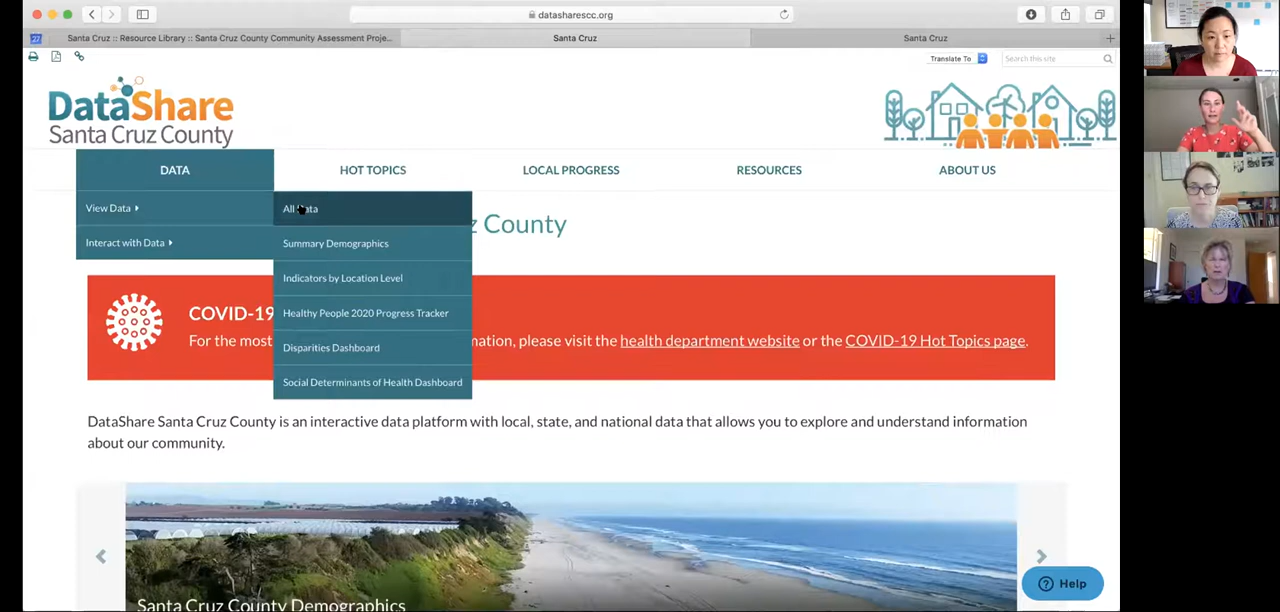 datasharescc.org
Santa Cruz :: Resource Library :: Santa Cruz County Community Assessment Proje...
Santa Cruz
Santa Cruz
Translate To
Search this site
DataShare
Santa Cruz County
DATA
HOT TOPICS
LOCAL PROGRESS
RESOURCES
ABOUT US
View Data
All Data
Interact with Data
Summary Demographics
z County
Indicators by Location Level
Healthy People 2020 Progress Tracker
Disparities Dashboard
Social Determinants of Health Dashboard
COVID-19
For the most
nation, please visit the health department website or the COVID-19 Hot Topics page.
DataShare Santa Cruz County is an interactive data platform with local, state, and national data that allows you to explore and understand information
about our community.
Santa Cruz County Demographics
Help